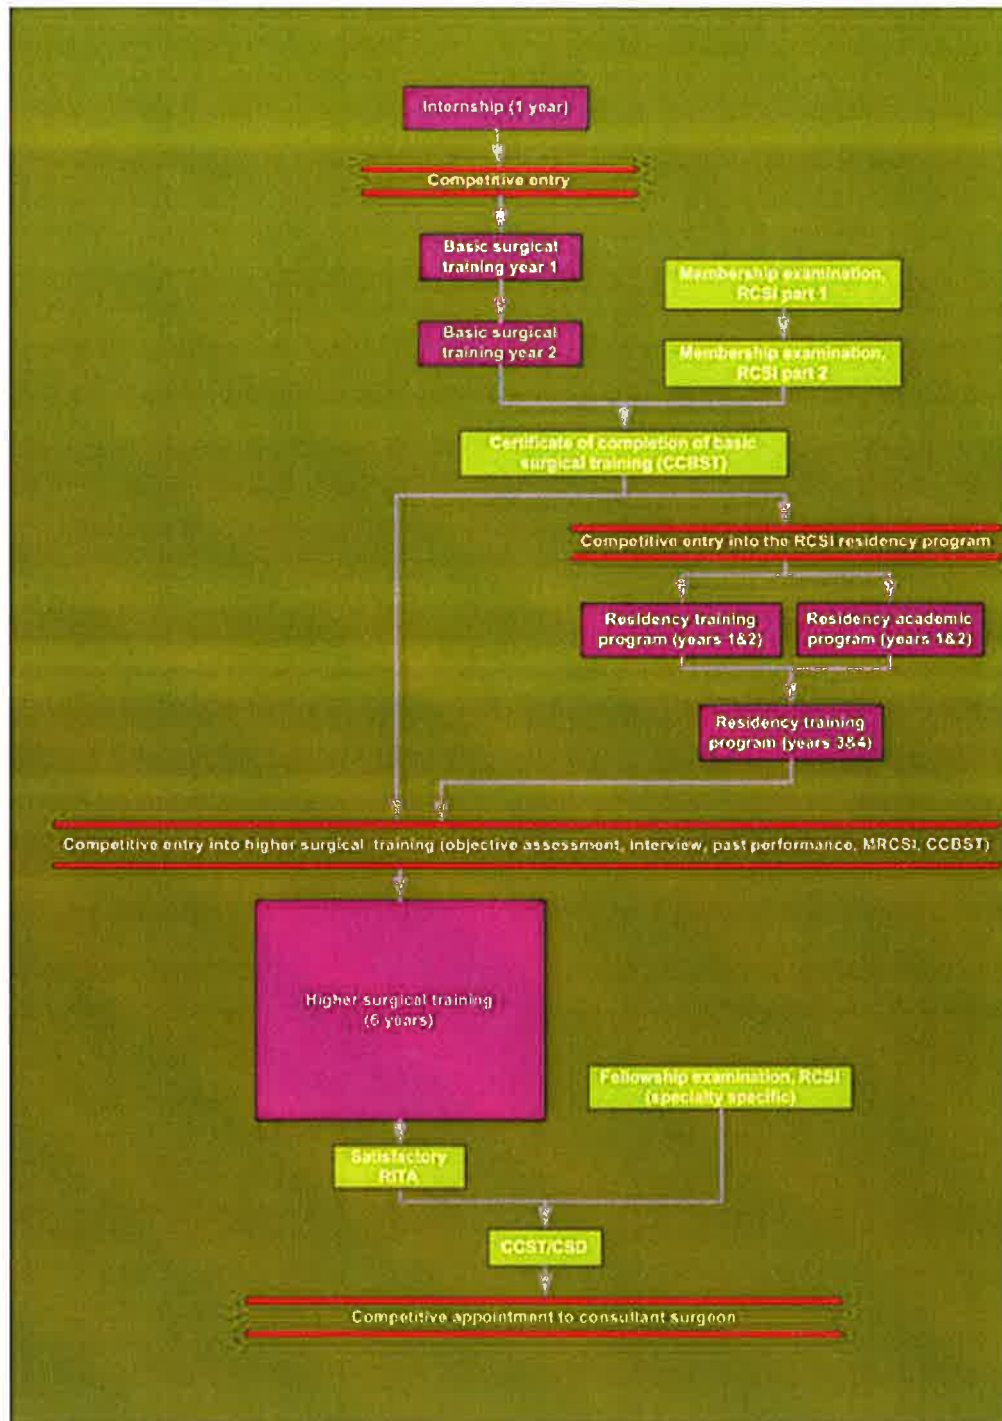 Internship (1 year)
Competitive entry
Basic surgical
training year 1
Membership examination,
RCSI part 1
Basic surgical
training year 2
Membership examination,
RCSI part 2
Certificate of completion of basic
surgical training (CCBST)
Competitive entry into the RCSI residency program
Residency training
program (years 1&2)
Residency academic
program (years 1&2)
Residency training
program (years 3&4)
Competitive entry into higher surgical training (objective assessment, interview, past performance, MRCSI, CCBST)
Higher surgical training
(6 years)
Fellowship examination, RCSI
(specialty specific)
Satisfactory
RITA
CCST/CSD
Competitive appointment to consultant surgeon